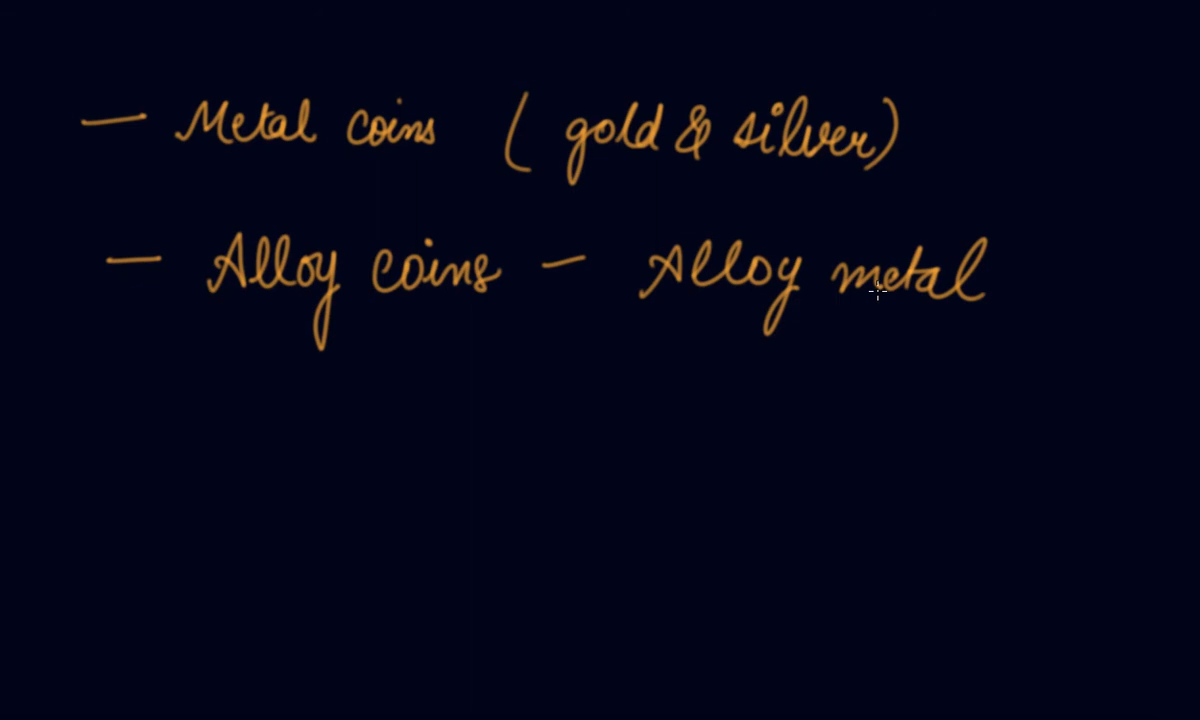 — Metal coins ( gold & silver)
— Alloy coins — Alloy metal